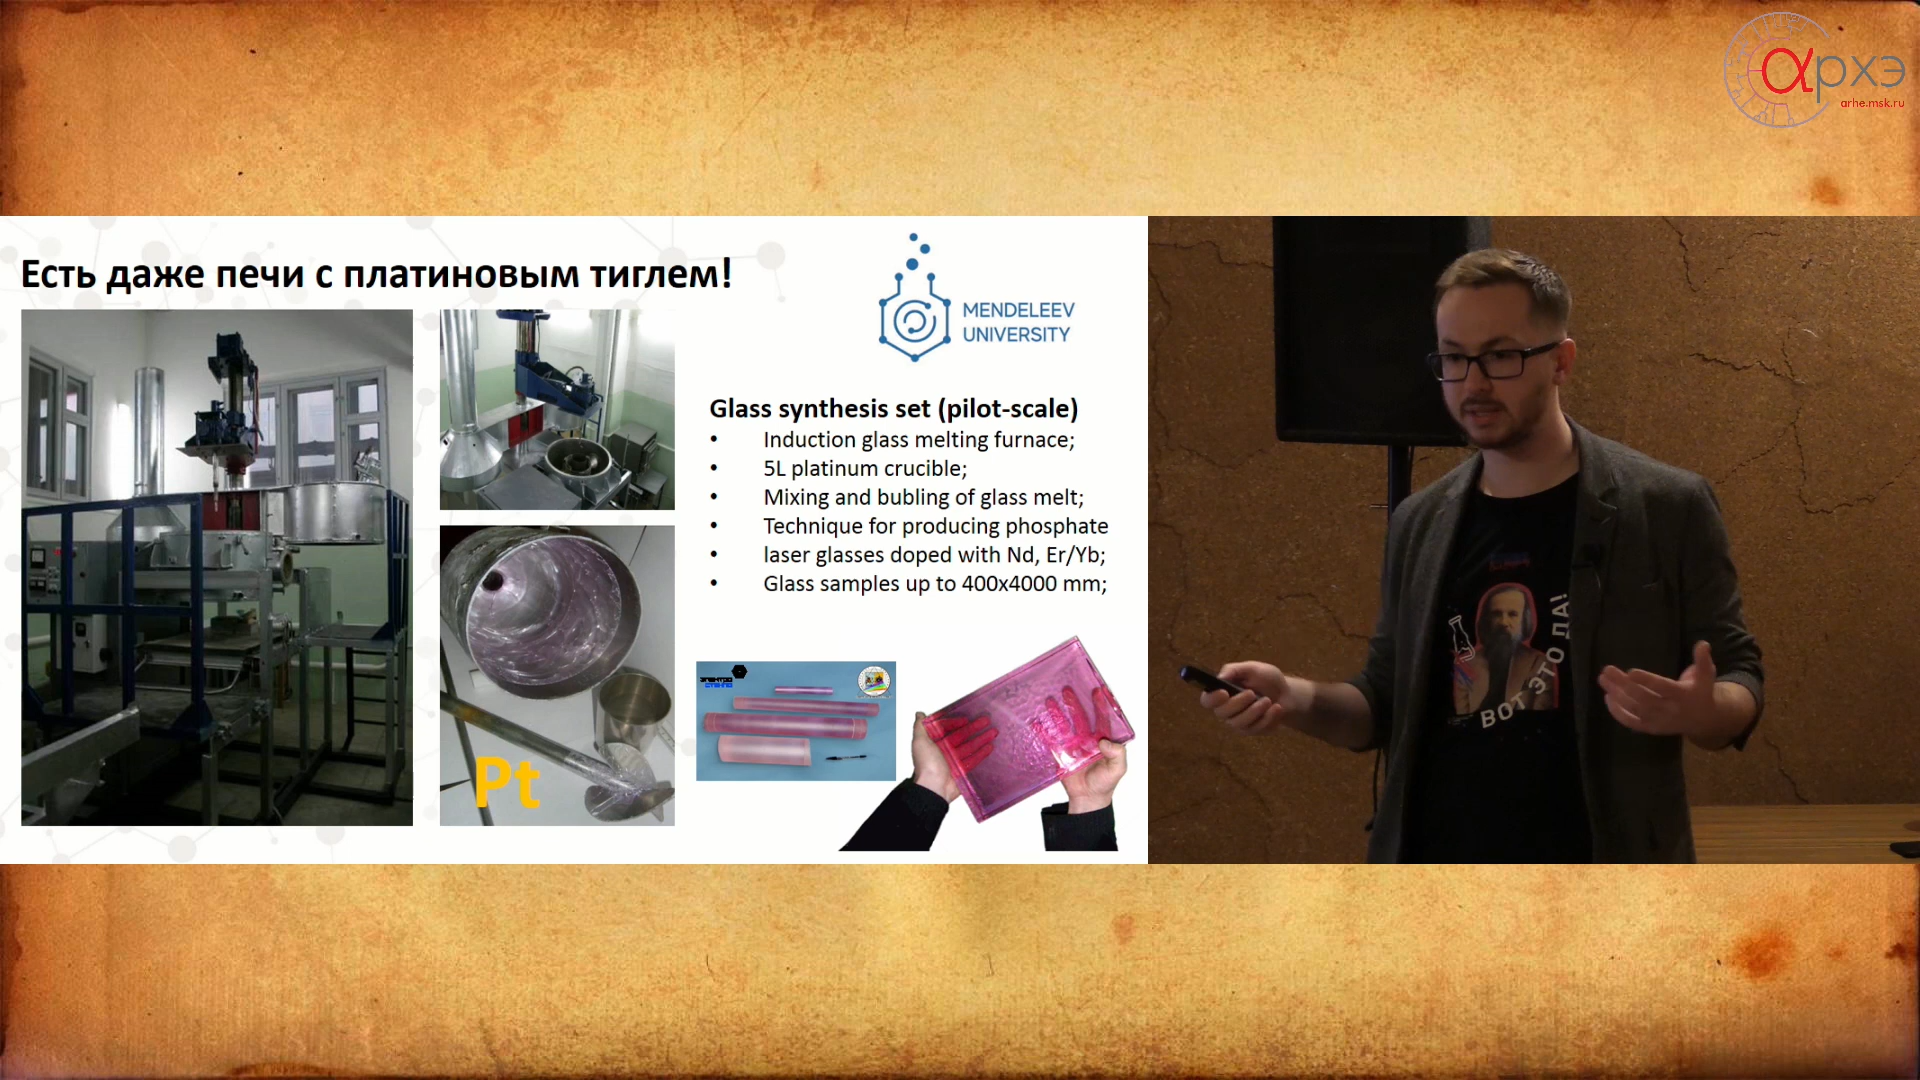 αрхэ
arhe.msk.ru
Есть даже печи с платиновым тиглем!
MENDELEEV
UNIVERSITY
Glass synthesis set (pilot-scale)
• Induction glass melting furnace;
• 5L platinum crucible;
• Mixing and bubling of glass melt;
• Technique for producing phosphate
• laser glasses doped with Nd, Er/Yb;
• Glass samples up to 400x4000 mm;
Pt
ВОТ ЭТО ДА!